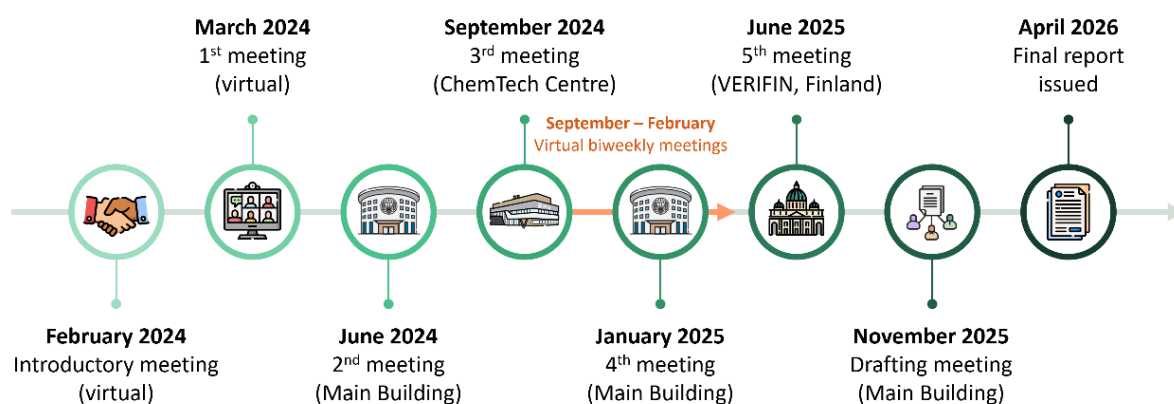 March 2024
1st meeting
(virtual)
September 2024
3rd meeting
(ChemTech Centre)
June 2025
5th meeting
(VERIFIN, Finland)
April 2026
Final report
issued
September – February
Virtual biweekly meetings
February 2024
Introductory meeting
(virtual)
June 2024
2nd meeting
(Main Building)
January 2025
4th meeting
(Main Building)
November 2025
Drafting meeting
(Main Building)